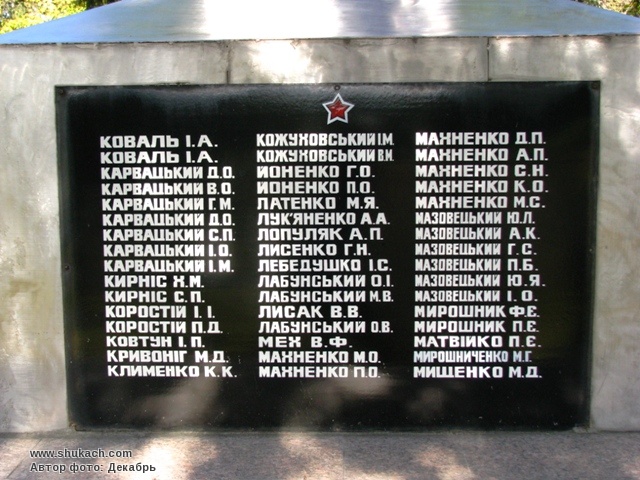 КОВАЛЬ І.А.
КОВАЛЬ І.А.
КАРВАЦЬКИЙ Д.О.
КАРВАЦЬКИЙ В.О.
КАРВАЦЬКИЙ Г.М.
КАРВАЦЬКИЙ Д.О.
КАРВАЦЬКИЙ С.П.
КАРВАЦЬКИЙ І.О.
КАРВАЦЬКИЙ І.М.
КИРНІС Х.М.
КИРНІС С.П.
КОРОСТІЙ І.І.
КОРОСТІЙ П.Д.
КОВТУН І.П.
КРИВОНІГ М.Д.
КЛИМЕНКО К.К.
КОЖУХОВСЬКИЙ І.М.
КОЖУХОВСЬКИЙ В.И.
ЙОНЕНКО Г.О.
ЙОНЕНКО П.О.
ЛАТЕНКО М.Я.
ЛУК'ЯНЕНКО А.А.
ЛОПУЛЯК А.П.
ЛИСЕНКО Г.Н.
ЛЕБЕДУШКО І.С.
ЛАБУНСЬКИЙ О.І.
ЛАБУНСЬКИЙ М.В.
ЛИСАК В.В.
ЛАБУНСЬКИЙ О.В.
МЕХ В.Ф.
МАХНЕНКО М.О.
МАХНЕНКО П.О.
МАХНЕНКО Д.П.
МАХНЕНКО А.П.
МАХНЕНКО С.Н.
МАХНЕНКО К.О.
МАХНЕНКО М.С.
МАЗОВЕЦЬКИЙ Ю.Л.
МАЗОВЕЦЬКИЙ А.К.
МАЗОВЕЦЬКИЙ Г.С.
МАЗОВЕЦЬКИЙ П.Б.
МАЗОВЕЦЬКИЙ Ю.Я.
МАЗОВЕЦЬКИЙ І.О.
МИРОШНИК Ф.Є.
МИРОШНИК П.Є.
МАТВІЙКО П.Є.
МИРОШНИЧЕНКО М.Г.
МИЩЕНКО М.Д.
www.shukach.com
Автор фото: Декабрь